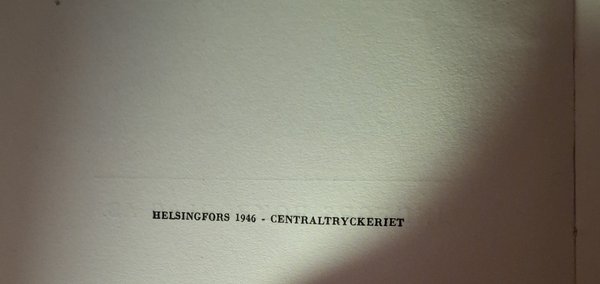 HELSINGFORS 1946 - CENTRALTRYCKERIET